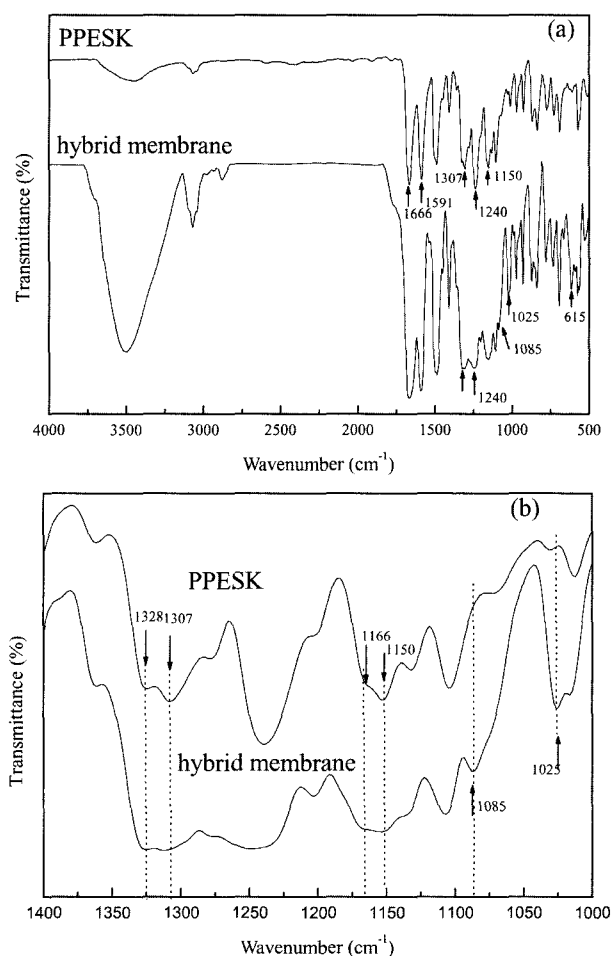 (a)
PPESK
hybrid membrane
1307
1150
1591
1666
1240
1025
615
1085
1240
Transmittance (%)
4000 3500 3000 2500 2000 1500 1000 500
Wavenumber (cm⁻¹)
(b)
PPESK
1328
1307
1166
1150
hybrid membrane
1025
1085
Transmittance (%)
1400 1350 1300 1250 1200 1150 1100 1050 1000
Wavenumber (cm⁻¹)